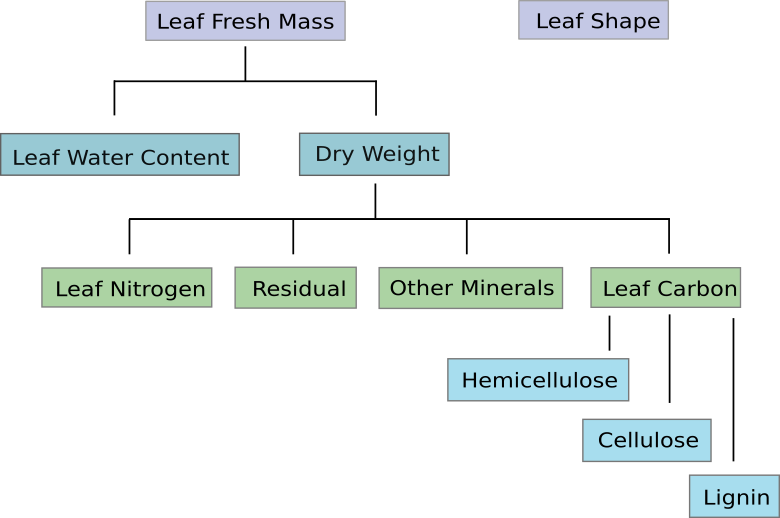 Leaf Fresh Mass
Leaf Shape
Leaf Water Content
Dry Weight
Leaf Nitrogen
Residual
Other Minerals
Leaf Carbon
Hemicellulose
Cellulose
Lignin